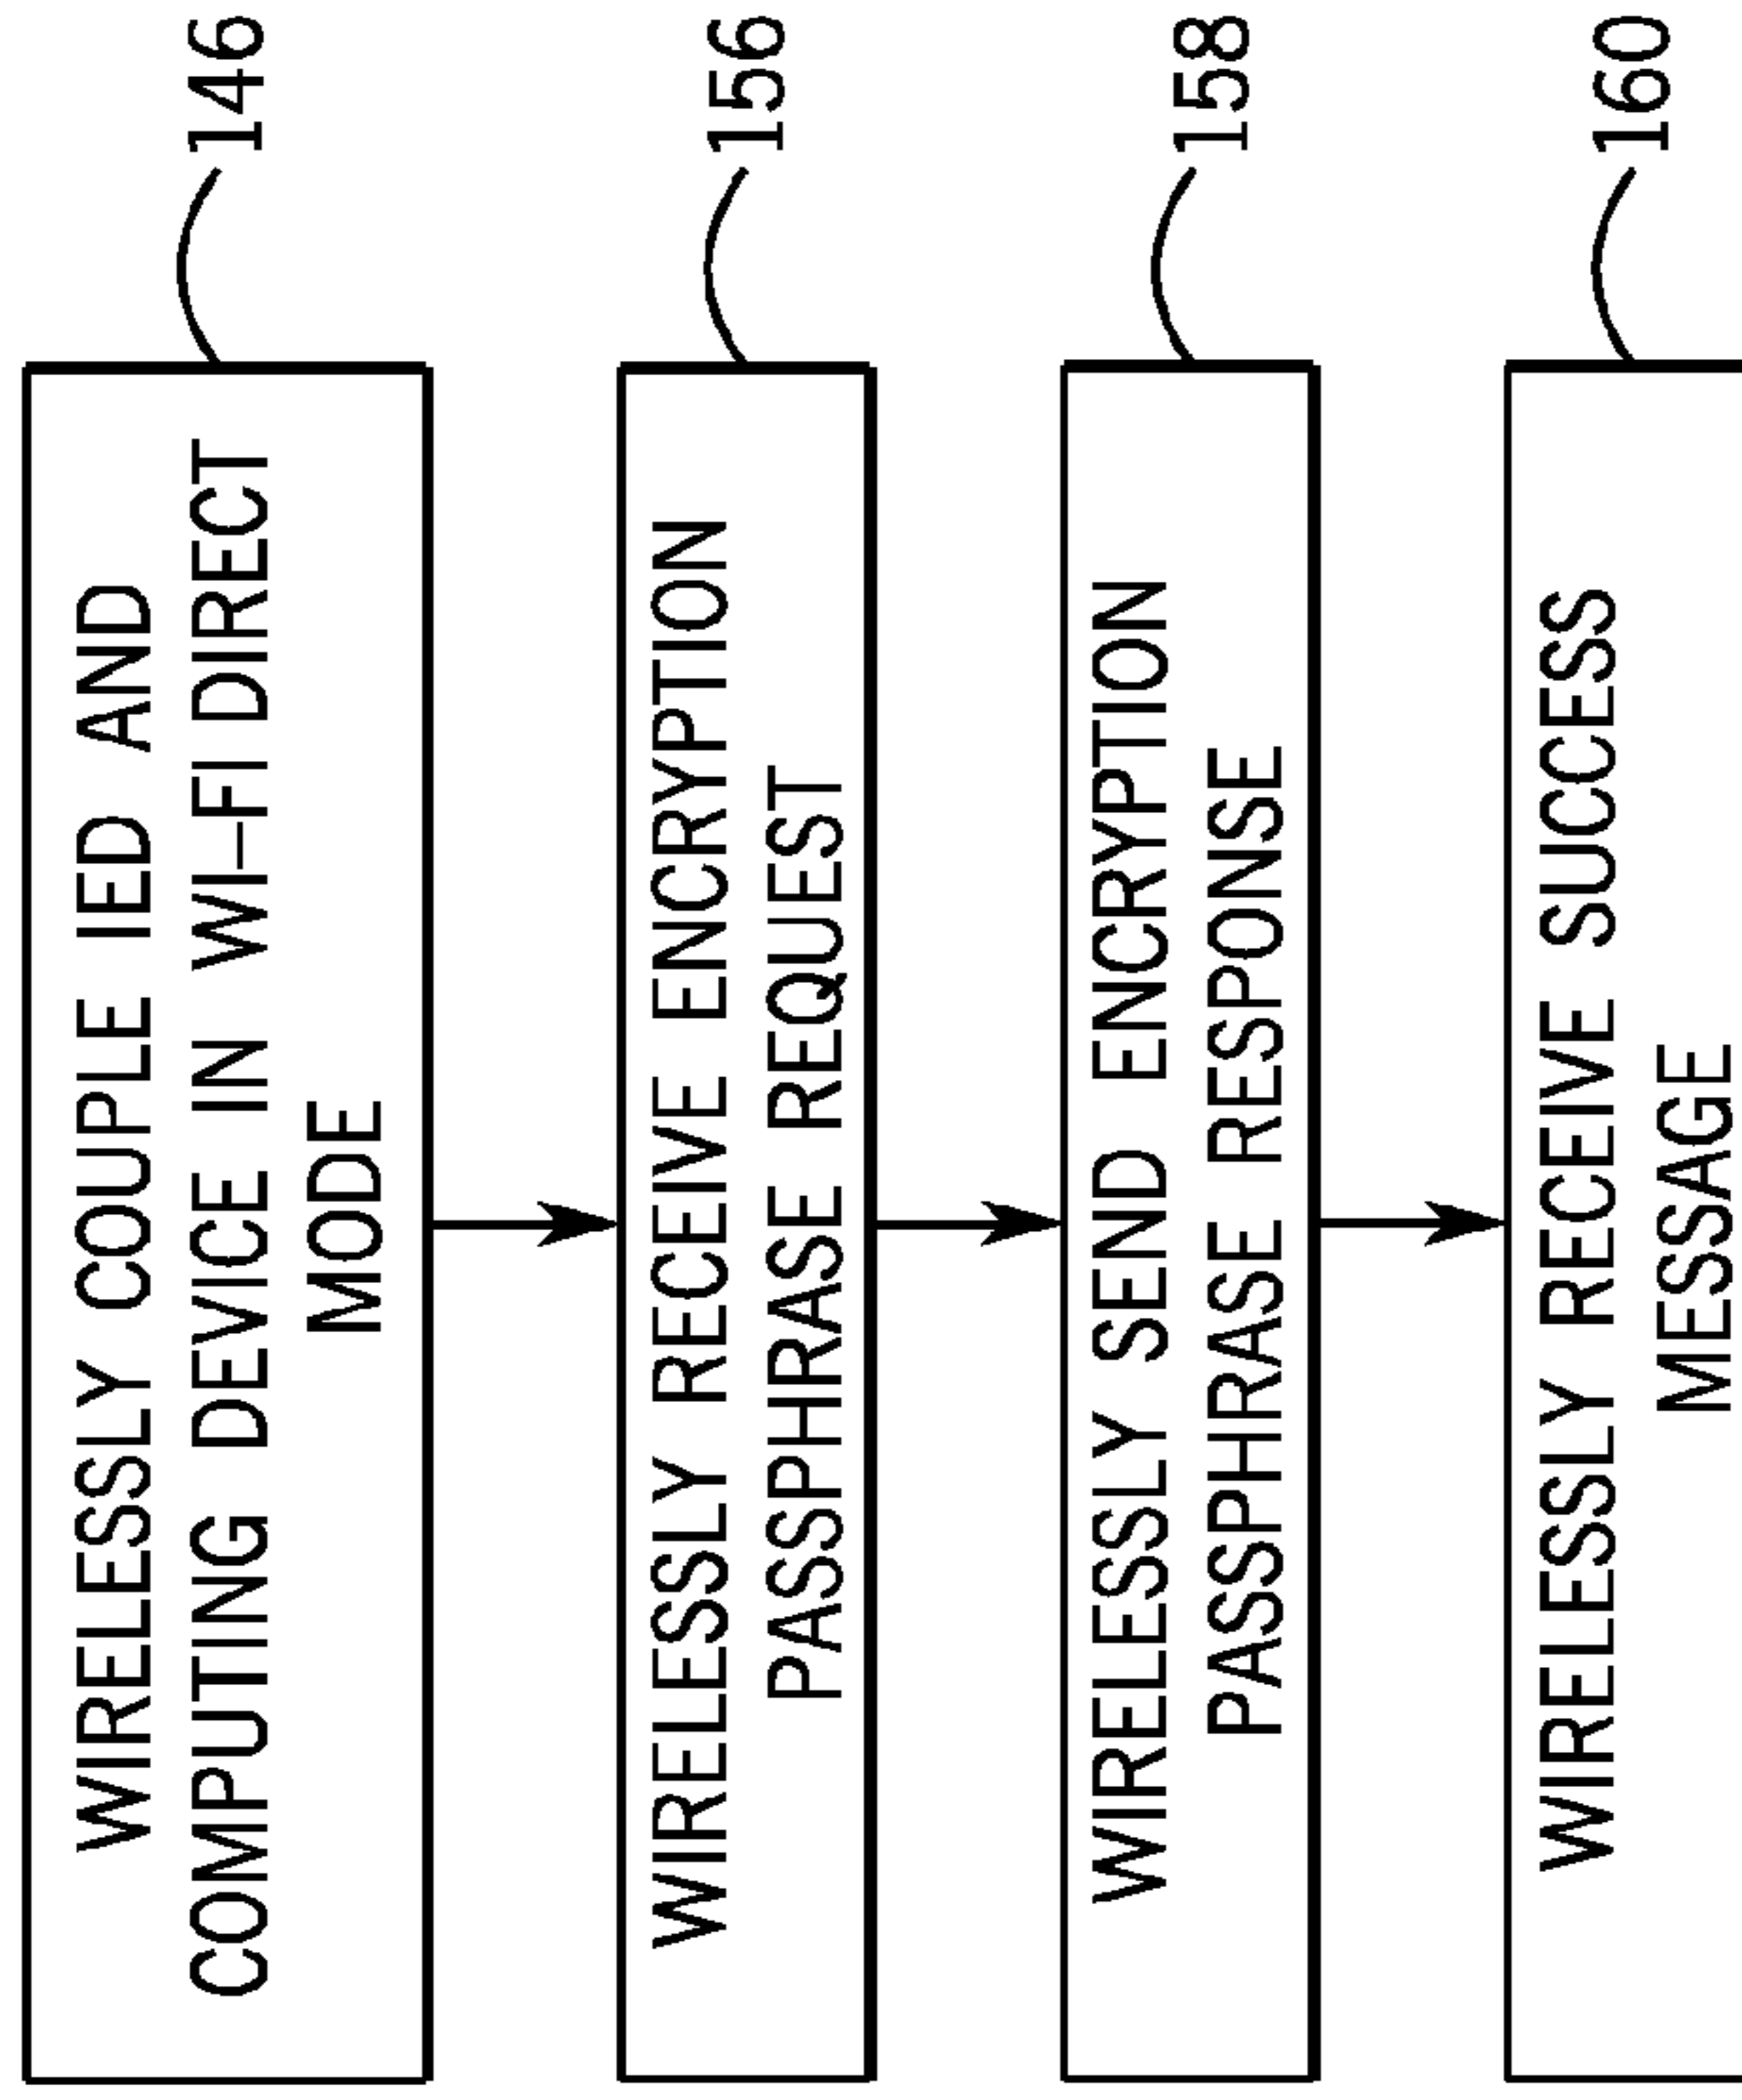 WIRELESSLY COUPLE IED AND
COMPUTING DEVICE IN WI-FI DIRECT
MODE
146
WIRELESSLY RECEIVE ENCRYPTION
PASSPHRASE REQUEST
156
WIRELESSLY SEND ENCRYPTION
PASSPHRASE RESPONSE
158
WIRELESSLY RECEIVE SUCCESS
MESSAGE
160